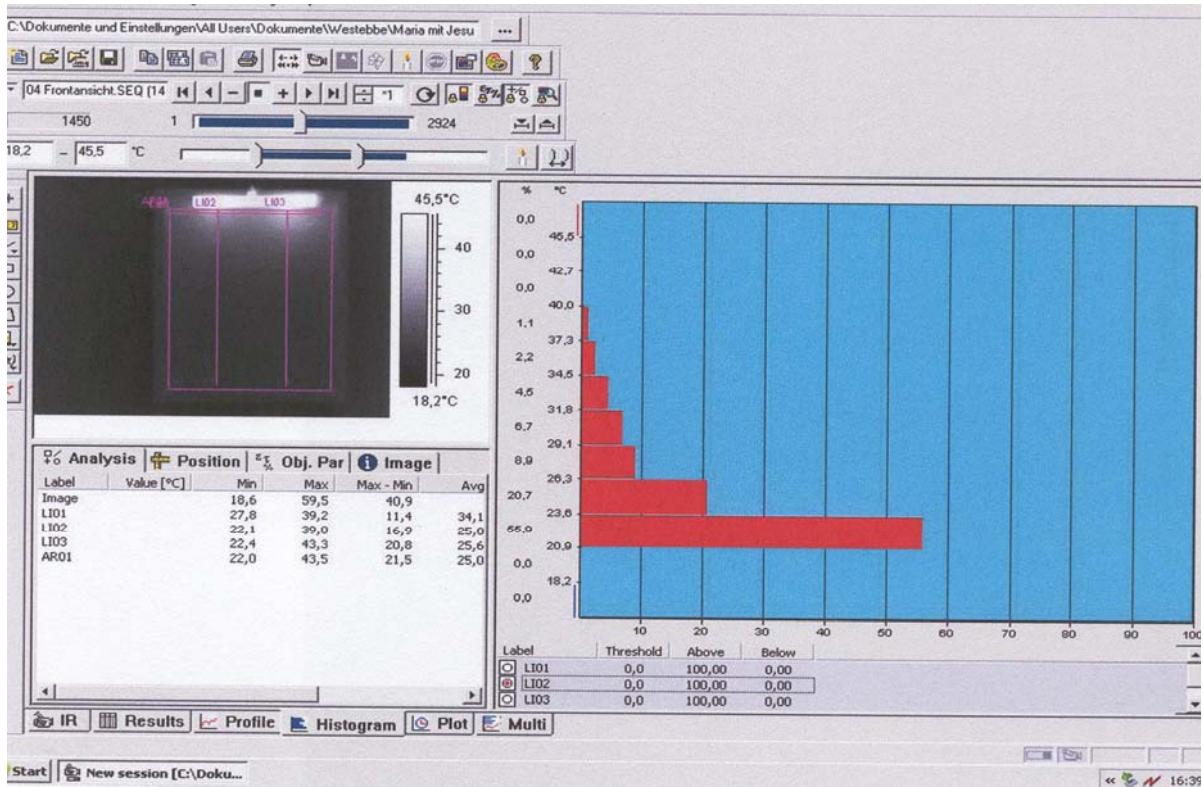 C:\Dokumente und Einstellungen\All Users\Dokumente\Westebbe\Maria mit Jesu ...
04 Frontansicht.SEQ (14
1450 1 2924
18,2 - 45,5 °C
LI02 LI03
45,5°C
40
30
20
18,2°C
Analysis Position Obj. Par Image
Label Value [°C] Min Max Max - Min Avg
Image 18,6 59,5 40,9
LI01 27,8 39,2 11,4 34,1
LI02 22,1 39,0 16,9 25,0
LI03 22,4 43,3 20,8 25,6
AR01 22,0 43,5 21,5 25,0
% °C
0,0
45,5
0,0
42,7
0,0
40,0
1,1
37,3
2,2
34,5
4,5
31,8
6,7
29,1
8,9
26,3
20,7
23,6
20,9
0,0
18,2
0,0
10 20 30 40 50 60 70 80 90 100
Label Threshold Above Below
LI01 0,0 100,00 0,00
LI02 0,0 100,00 0,00
LI03 0,0 100,00 0,00
IR Results Profile Histogram Plot Multi
Start New session [C:\Doku...
« 16:39